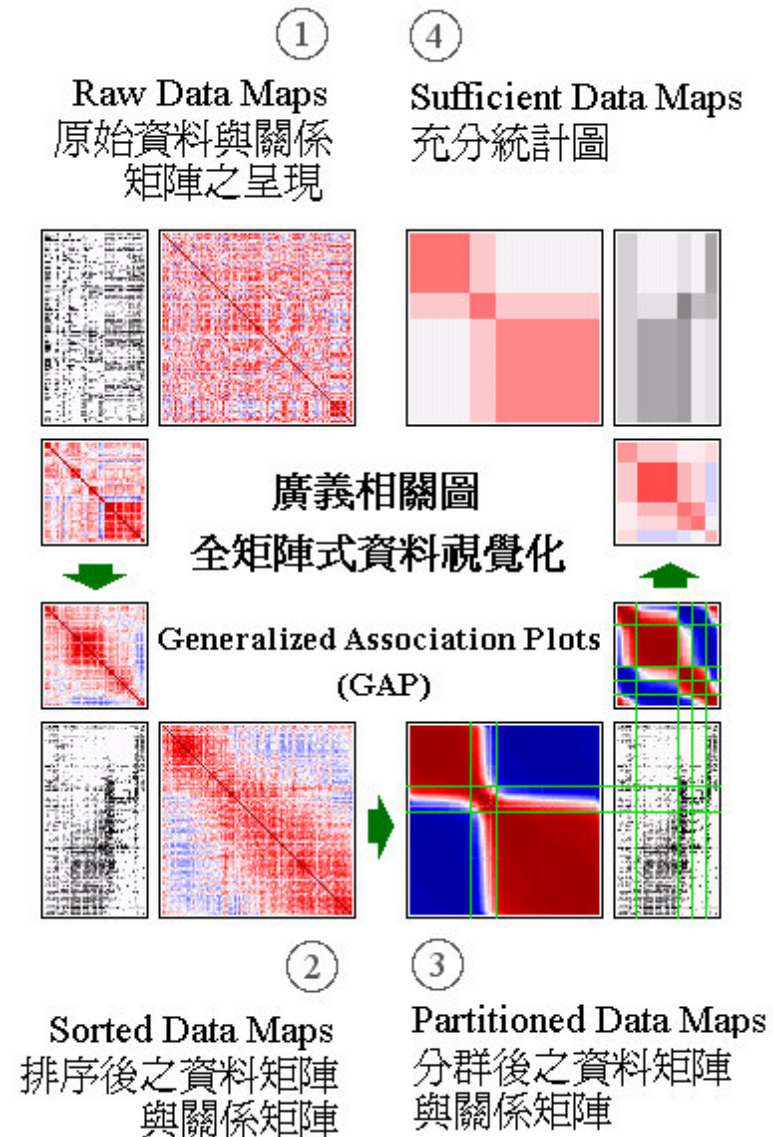 1
Raw Data Maps
原始資料與關係
矩陣之呈現
4
Sufficient Data Maps
充分統計圖
廣義相關圖
全矩陣式資料視覺化
Generalized Association Plots
(GAP)
2
Sorted Data Maps
排序後之資料矩陣
與關係矩陣
3
Partitioned Data Maps
分群後之資料矩陣
與關係矩陣